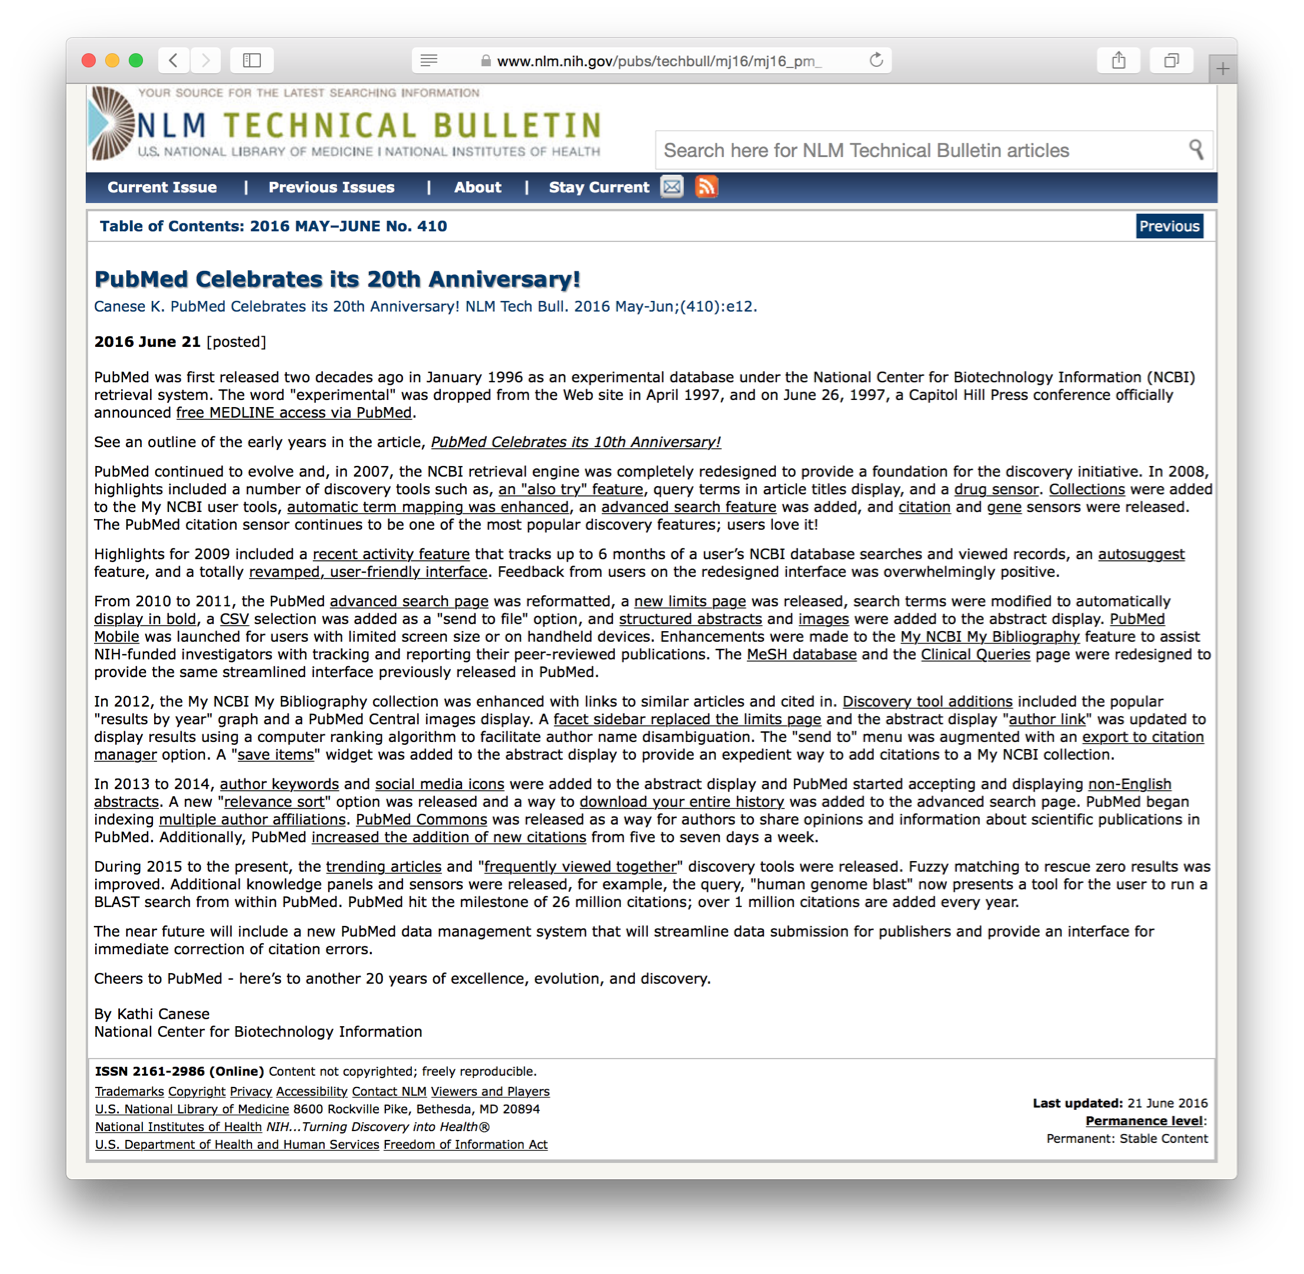 www.nlm.nih.gov/pubs/techbull/mj16/mj16_pm_
YOUR SOURCE FOR THE LATEST SEARCHING INFORMATION
NLM TECHNICAL BULLETIN
U.S. NATIONAL LIBRARY OF MEDICINE | NATIONAL INSTITUTES OF HEALTH
Search here for NLM Technical Bulletin articles
Current Issue | Previous Issues | About | Stay Current
Table of Contents: 2016 MAY–JUNE No. 410
Previous
PubMed Celebrates its 20th Anniversary!
Canese K. PubMed Celebrates its 20th Anniversary! NLM Tech Bull. 2016 May-Jun;(410):e12.
2016 June 21 [posted]
PubMed was first released two decades ago in January 1996 as an experimental database under the National Center for Biotechnology Information (NCBI)
retrieval system. The word "experimental" was dropped from the Web site in April 1997, and on June 26, 1997, a Capitol Hill Press conference officially
announced free MEDLINE access via PubMed.
See an outline of the early years in the article, PubMed Celebrates its 10th Anniversary!
PubMed continued to evolve and, in 2007, the NCBI retrieval engine was completely redesigned to provide a foundation for the discovery initiative. In 2008,
highlights included a number of discovery tools such as, an "also try" feature, query terms in article titles display, and a drug sensor. Collections were added
to the My NCBI user tools, automatic term mapping was enhanced, an advanced search feature was added, and citation and gene sensors were released.
The PubMed citation sensor continues to be one of the most popular discovery features; users love it!
Highlights for 2009 included a recent activity feature that tracks up to 6 months of a user’s NCBI database searches and viewed records, an autosuggest
feature, and a totally revamped, user-friendly interface. Feedback from users on the redesigned interface was overwhelmingly positive.
From 2010 to 2011, the PubMed advanced search page was reformatted, a new limits page was released, search terms were modified to automatically
display in bold, a CSV selection was added as a "send to file" option, and structured abstracts and images were added to the abstract display. PubMed
Mobile was launched for users with limited screen size or on handheld devices. Enhancements were made to the My NCBI My Bibliography feature to assist
NIH-funded investigators with tracking and reporting their peer-reviewed publications. The MeSH database and the Clinical Queries page were redesigned to
provide the same streamlined interface previously released in PubMed.
In 2012, the My NCBI My Bibliography collection was enhanced with links to similar articles and cited in. Discovery tool additions included the popular
"results by year" graph and a PubMed Central images display. A facet sidebar replaced the limits page and the abstract display "author link" was updated to
display results using a computer ranking algorithm to facilitate author name disambiguation. The "send to" menu was augmented with an export to citation
manager option. A "save items" widget was added to the abstract display to provide an expedient way to add citations to a My NCBI collection.
In 2013 to 2014, author keywords and social media icons were added to the abstract display and PubMed started accepting and displaying non-English
abstracts. A new "relevance sort" option was released and a way to download your entire history was added to the advanced search page. PubMed began
indexing multiple author affiliations. PubMed Commons was released as a way for authors to share opinions and information about scientific publications in
PubMed. Additionally, PubMed increased the addition of new citations from five to seven days a week.
During 2015 to the present, the trending articles and "frequently viewed together" discovery tools were released. Fuzzy matching to rescue zero results was
improved. Additional knowledge panels and sensors were released, for example, the query, "human genome blast" now presents a tool for the user to run a
BLAST search from within PubMed. PubMed hit the milestone of 26 million citations; over 1 million citations are added every year.
The near future will include a new PubMed data management system that will streamline data submission for publishers and provide an interface for
immediate correction of citation errors.
Cheers to PubMed - here’s to another 20 years of excellence, evolution, and discovery.
By Kathi Canese
National Center for Biotechnology Information
ISSN 2161-2986 (Online) Content not copyrighted; freely reproducible.
Trademarks Copyright Privacy Accessibility Contact NLM Viewers and Players
U.S. National Library of Medicine 8600 Rockville Pike, Bethesda, MD 20894
National Institutes of Health NIH...Turning Discovery into Health®
U.S. Department of Health and Human Services Freedom of Information Act
Last updated: 21 June 2016
Permanence level:
Permanent: Stable Content